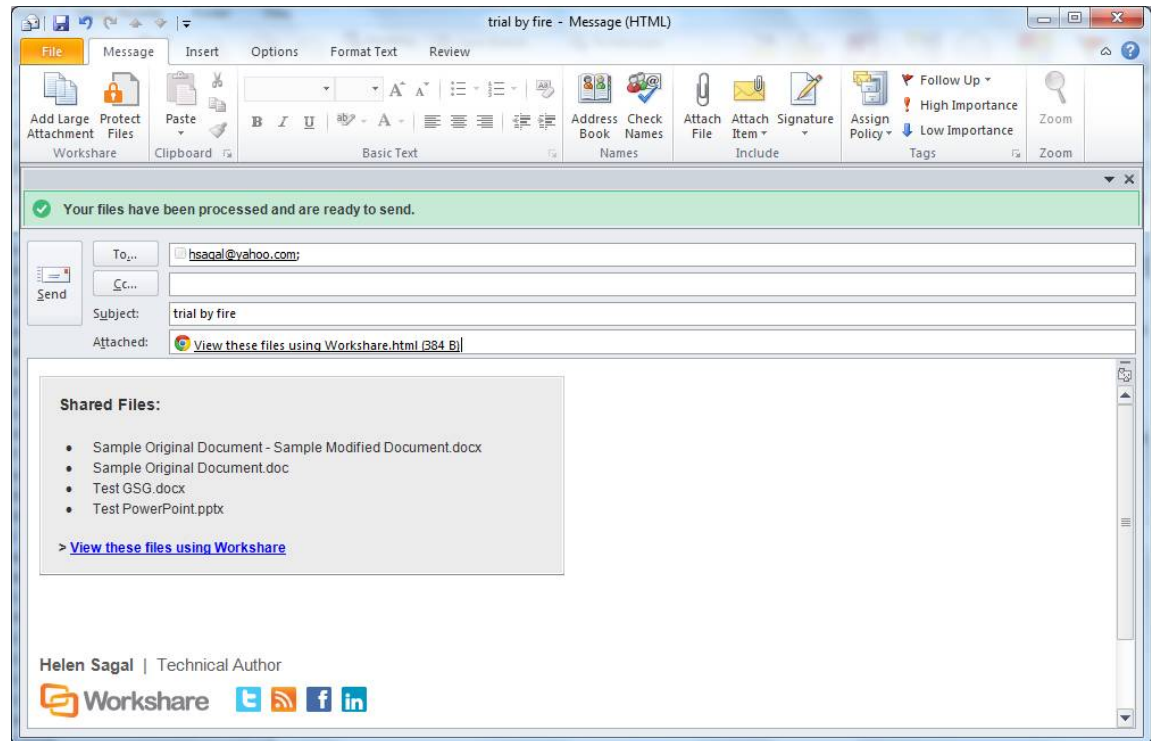 trial by fire - Message (HTML)
File Message Insert Options Format Text Review
Add Large Attachment
Protect Files
Workshare
Paste
Clipboard
B I U
Basic Text
Address Book
Check Names
Names
Attach File
Attach Item
Signature
Include
Assign Policy
Follow Up
High Importance
Low Importance
Tags
Zoom
Zoom
Your files have been processed and are ready to send.
Send
To... hsagal@yahoo.com;
Cc...
Subject: trial by fire
Attached: View these files using Workshare.html (384 B)
Shared Files:
• Sample Original Document - Sample Modified Document.docx
• Sample Original Document.doc
• Test GSG.docx
• Test PowerPoint.pptx
> View these files using Workshare
Helen Sagal | Technical Author
Workshare